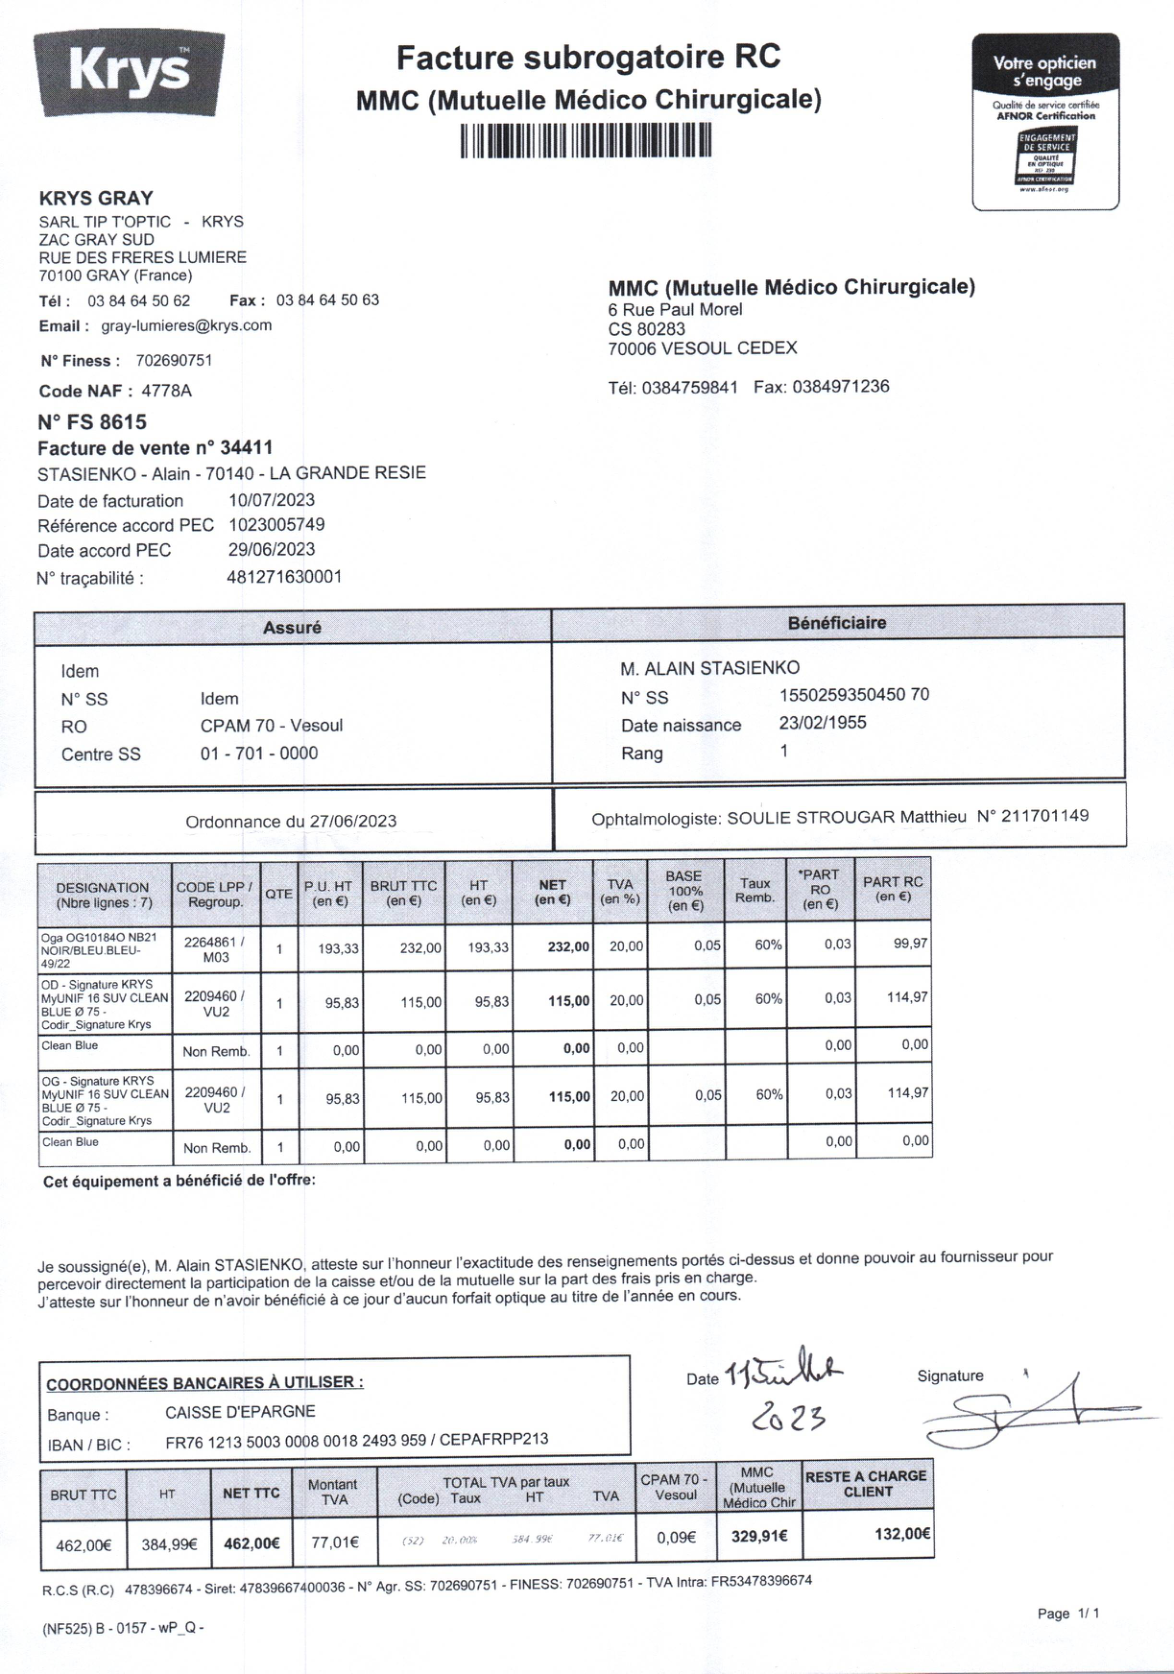 Krys™
Facture subrogatoire RC
MMC (Mutuelle Médico Chirurgicale)
Votre opticien
s'engage
Qualité de service certifiée
AFNOR Certification
ENGAGEMENT
DE SERVICE
QUALITÉ
EN OPTIQUE
AFNOR CERTIFICATION
www.afnor.org
KRYS GRAY
SARL TIP T'OPTIC - KRYS
ZAC GRAY SUD
RUE DES FRERES LUMIERE
70100 GRAY (France)
Tél : 03 84 64 50 62 Fax : 03 84 64 50 63
Email : gray-lumieres@krys.com
N° Finess : 702690751
Code NAF : 4778A
MMC (Mutuelle Médico Chirurgicale)
6 Rue Paul Morel
CS 80283
70006 VESOUL CEDEX
Tél: 0384759841 Fax: 0384971236
N° FS 8615
Facture de vente n° 34411
STASIENKO - Alain - 70140 - LA GRANDE RESIE
Date de facturation 10/07/2023
Référence accord PEC 1023005749
Date accord PEC 29/06/2023
N° traçabilité : 481271630001
Assuré
Idem
N° SS Idem
RO CPAM 70 - Vesoul
Centre SS 01 - 701 - 0000
Bénéficiaire
M. ALAIN STASIENKO
N° SS 1550259350450 70
Date naissance 23/02/1955
Rang 1
Ordonnance du 27/06/2023
Ophtalmologiste: SOULIE STROUGAR Matthieu N° 211701149
DESIGNATION (Nbre lignes : 7) CODE LPP / Regroup. QTE P.U. HT (en €) BRUT TTC (en €) HT (en €) NET (en €) TVA (en %) BASE 100% (en €) Taux Remb. *PART RO (en €) PART RC (en €)
Oga OG10184O NB21 NOIR/BLEU.BLEU-49/22 2264861 / M03 1 193,33 232,00 193,33 232,00 20,00 0,05 60% 0,03 99,97
OD - Signature KRYS MyUNIF 16 SUV CLEAN BLUE Ø 75 - Codir_Signature Krys 2209460 / VU2 1 95,83 115,00 95,83 115,00 20,00 0,05 60% 0,03 114,97
Clean Blue Non Remb. 1 0,00 0,00 0,00 0,00 0,00 0,00 0,00
OG - Signature KRYS MyUNIF 16 SUV CLEAN BLUE Ø 75 - Codir_Signature Krys 2209460 / VU2 1 95,83 115,00 95,83 115,00 20,00 0,05 60% 0,03 114,97
Clean Blue Non Remb. 1 0,00 0,00 0,00 0,00 0,00 0,00 0,00
Cet équipement a bénéficié de l'offre:
Je soussigné(e), M. Alain STASIENKO, atteste sur l'honneur l'exactitude des renseignements portés ci-dessus et donne pouvoir au fournisseur pour
percevoir directement la participation de la caisse et/ou de la mutuelle sur la part des frais pris en charge.
J'atteste sur l'honneur de n'avoir bénéficié à ce jour d'aucun forfait optique au titre de l'année en cours.
COORDONNÉES BANCAIRES À UTILISER :
Banque : CAISSE D'EPARGNE
IBAN / BIC : FR76 1213 5003 0008 0018 2493 959 / CEPAFRPP213
Date 11 Juillet
2023
Signature
BRUT TTC HT NET TTC Montant TVA TOTAL TVA par taux (Code) Taux HT TVA CPAM 70 - Vesoul MMC (Mutuelle Médico Chir RESTE A CHARGE CLIENT
462,00€ 384,99€ 462,00€ 77,01€ (52) 20.00% 384.99€ 77.01€ 0,09€ 329,91€ 132,00€
R.C.S (R.C) 478396674 - Siret: 47839667400036 - N° Agr. SS: 702690751 - FINESS: 702690751 - TVA Intra: FR53478396674
(NF525) B - 0157 - wP_Q -
Page 1/ 1